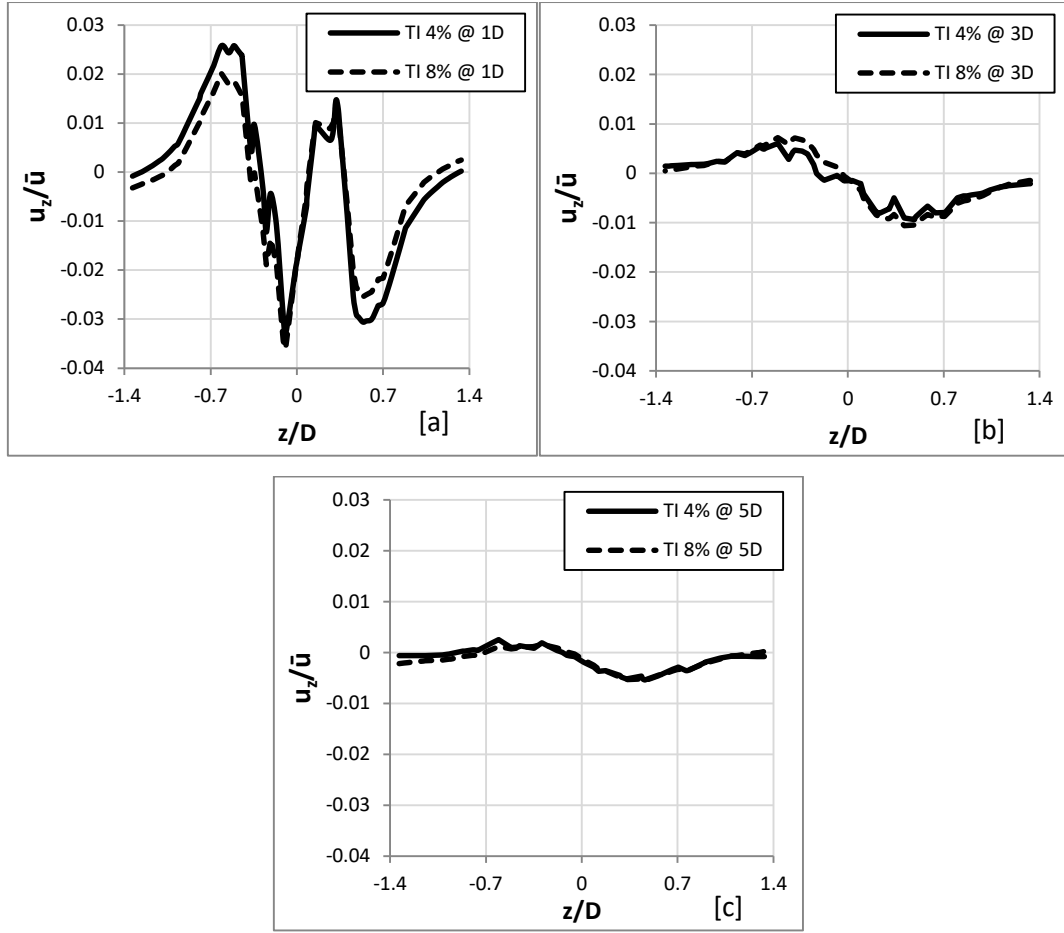 0.03
0.02
0.01
0
-0.01
-0.02
-0.03
-0.04
-1.4 -0.7 0 0.7 1.4
u_z/ū
z/D
TI 4% @ 1D
TI 8% @ 1D
[a]
0.03
0.02
0.01
0
-0.01
-0.02
-0.03
-0.04
-1.4 -0.7 0 0.7 1.4
u_z/ū
z/D
TI 4% @ 3D
TI 8% @ 3D
[b]
0.03
0.02
0.01
0
-0.01
-0.02
-0.03
-0.04
-1.4 -0.7 0 0.7 1.4
u_z/ū
z/D
TI 4% @ 5D
TI 8% @ 5D
[c]